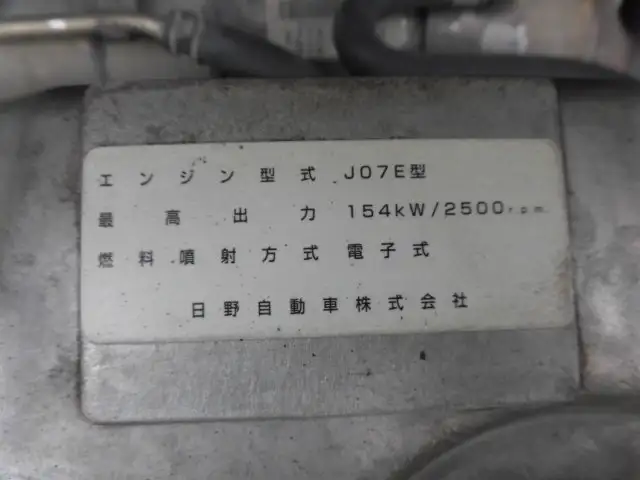 エンジン型式 J07E型
最高出力 154kW/2500r.p.m.
燃料噴射方式 電子式
日野自動車株式会社